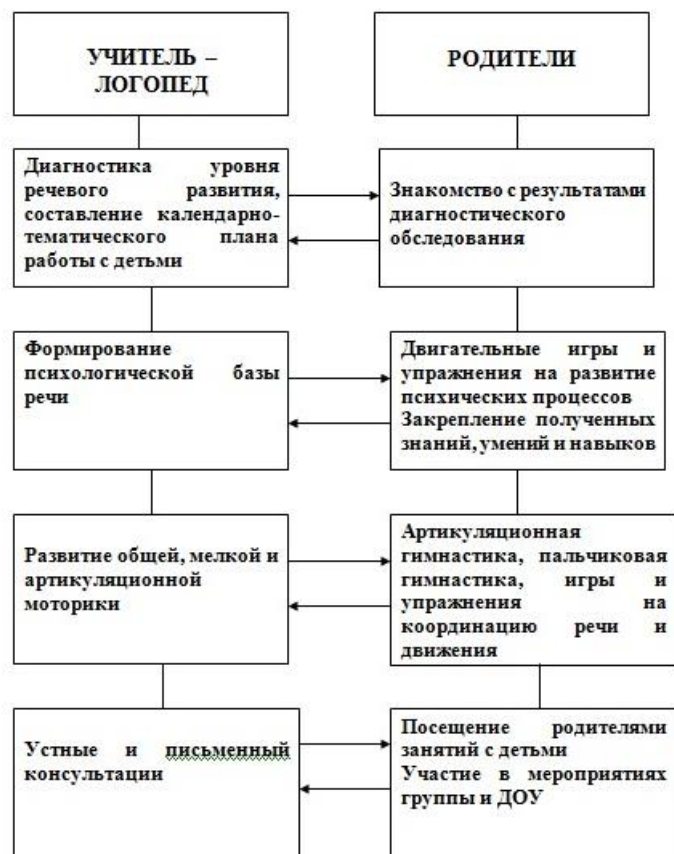 УЧИТЕЛЬ –
ЛОГОПЕД
РОДИТЕЛИ
Диагностика уровня
речевого развития,
составление календарно-
тематического плана
работы с детьми
Знакомство с результатами
диагностического
обследования
Формирование
психологической базы
речи
Двигательные игры и
упражнения на развитие
психических процессов
Закрепление полученных
знаний, умений и навыков
Развитие общей, мелкой и
артикуляционной
моторики
Артикуляционная
гимнастика, пальчиковая
гимнастика, игры и
упражнения на
координацию речи и
движения
Устные и письменный
консультации
Посещение родителями
занятий с детьми
Участие в мероприятиях
группы и ДОУ